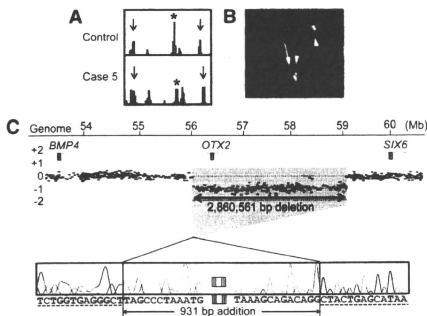 A
B
Control
Case 5
*
*
C
Genome 54 55 56 57 58 59 60 (Mb)
BMP4 OTX2 SIX6
+2
+1
0
-1
-2
2,860,561 bp deletion
TCTGGTGAGGGCTTAGCCCTAAATG TAAAGCAGACAGGCTACTGAGCATAA
931 bp addition